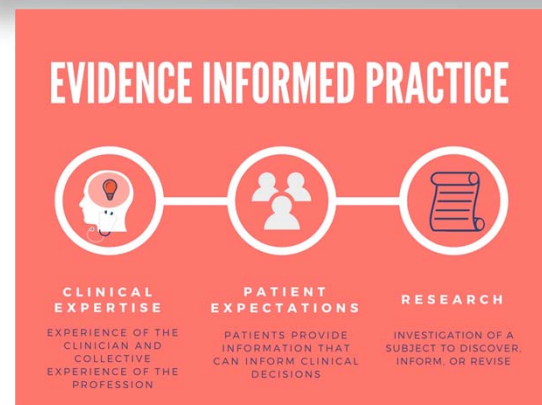 EVIDENCE INFORMED PRACTICE
CLINICAL
EXPERTISE
EXPERIENCE OF THE
CLINICIAN AND
COLLECTIVE
EXPERIENCE OF THE
PROFESSION
PATIENT
EXPECTATIONS
PATIENTS PROVIDE
INFORMATION THAT
CAN INFORM CLINICAL
DECISIONS
RESEARCH
INVESTIGATION OF A
SUBJECT TO DISCOVER,
INFORM, OR REVISE